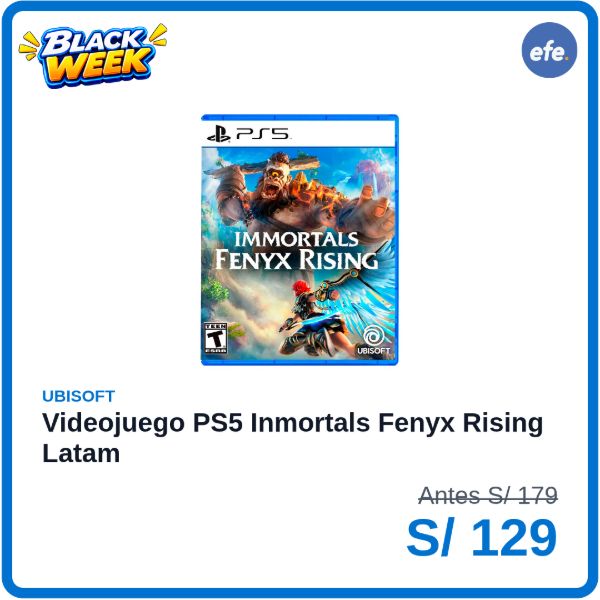 BLACK
WEEK
efe.
PS5
IMMORTALS
FENYX RISING
TEEN
T
ESRB
UBISOFT
UBISOFT
Videojuego PS5 Inmortals Fenyx Rising
Latam
Antes S/ 179
S/ 129